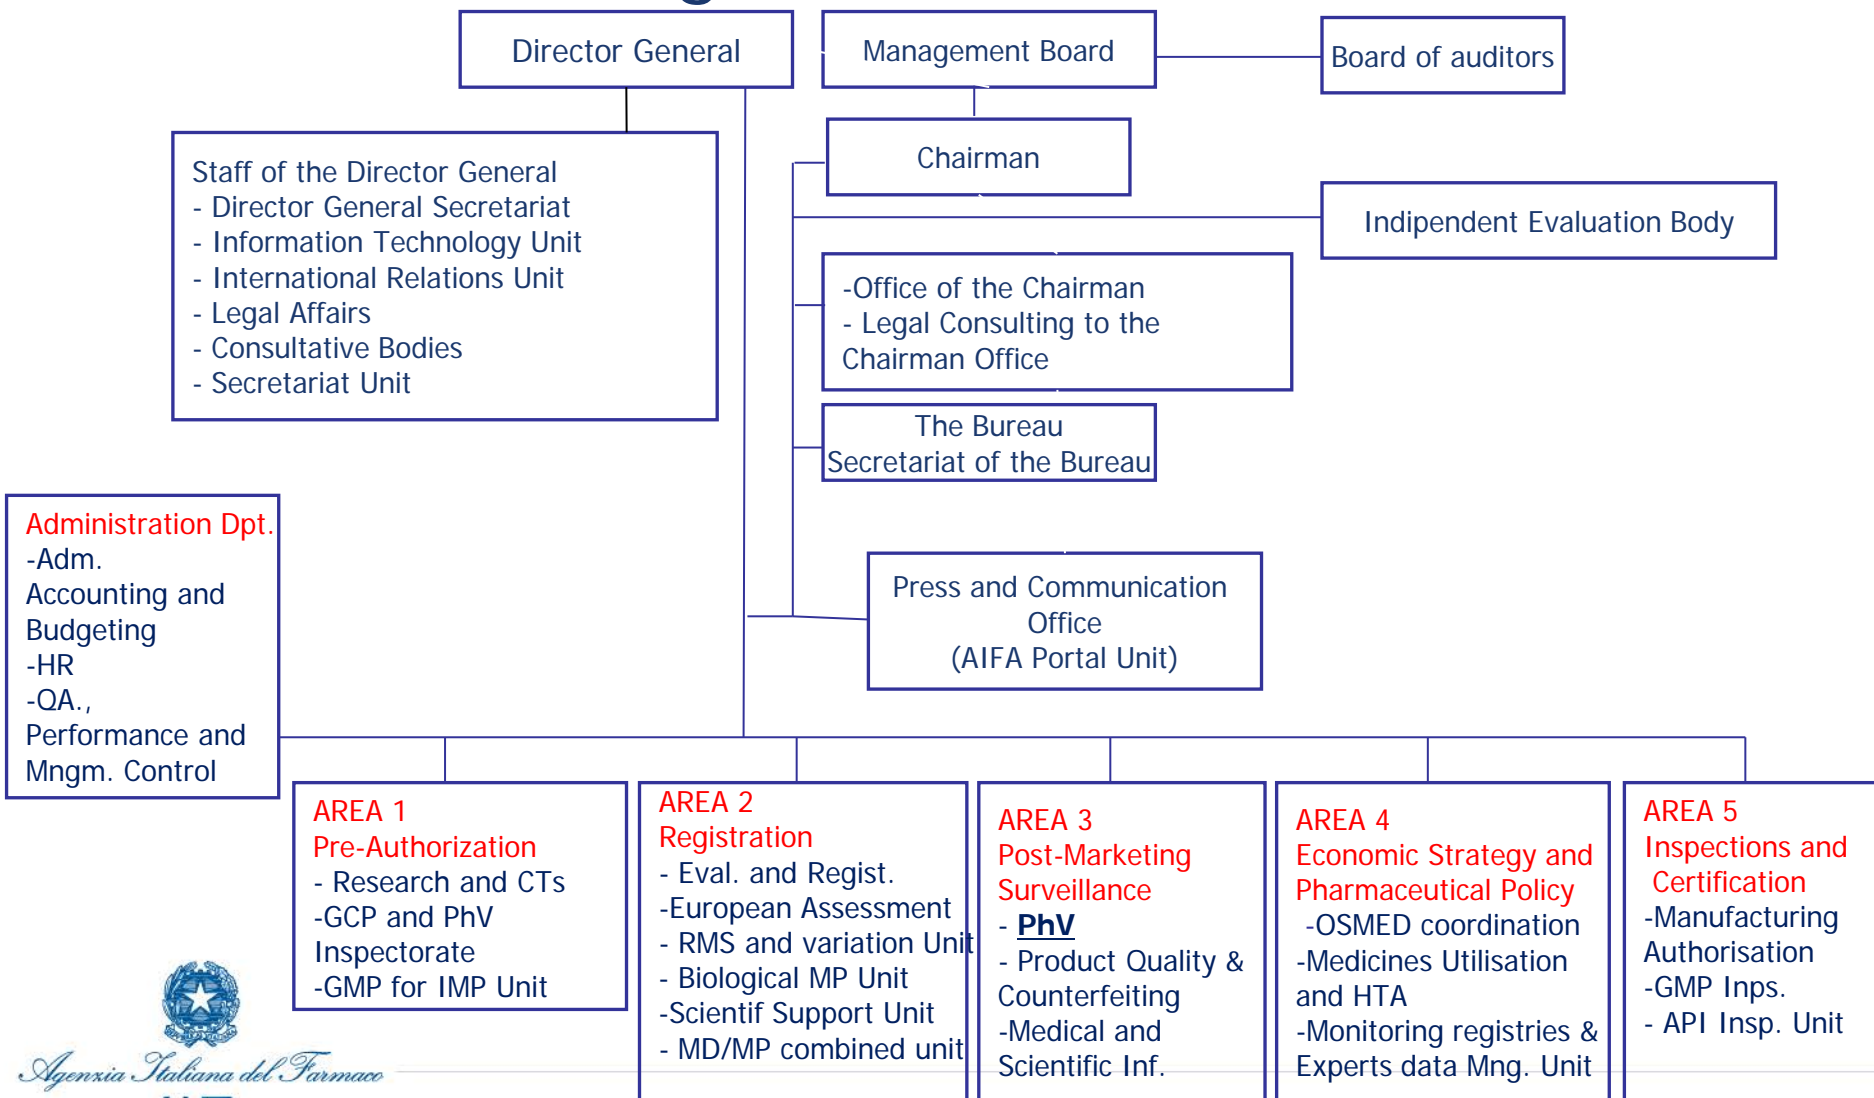 Director General
Management Board
Board of auditors
Staff of the Director General
- Director General Secretariat
- Information Technology Unit
- International Relations Unit
- Legal Affairs
- Consultative Bodies
- Secretariat Unit
Chairman
Indipendent Evaluation Body
-Office of the Chairman
- Legal Consulting to the
Chairman Office
The Bureau
Secretariat of the Bureau
Press and Communication
Office
(AIFA Portal Unit)
Administration Dpt.
-Adm.
Accounting and
Budgeting
-HR
-QA.,
Performance and
Mngm. Control
AREA 1
Pre-Authorization
- Research and CTs
-GCP and PhV
Inspectorate
-GMP for IMP Unit
AREA 2
Registration
- Eval. and Regist.
-European Assessment
- RMS and variation Unit
- Biological MP Unit
-Scientif Support Unit
- MD/MP combined unit
AREA 3
Post-Marketing
Surveillance
- PhV
- Product Quality &
Counterfeiting
-Medical and
Scientific Inf.
AREA 4
Economic Strategy and
Pharmaceutical Policy
-OSMED coordination
-Medicines Utilisation
and HTA
-Monitoring registries &
Experts data Mng. Unit
AREA 5
Inspections and
Certification
-Manufacturing
Authorisation
-GMP Inps.
- API Insp. Unit
Agenzia Italiana del Farmaco